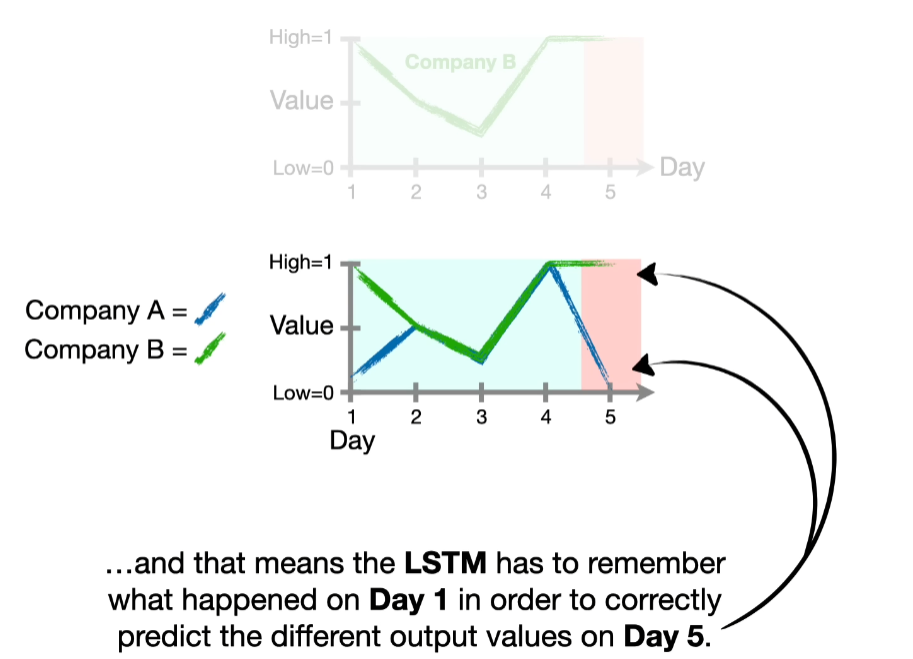 High=1
Company B
Value
Low=0
Day
1 2 3 4 5
High=1
Company A =
Value
Company B =
Low=0
1 2 3 4 5
Day
...and that means the LSTM has to remember
what happened on Day 1 in order to correctly
predict the different output values on Day 5.